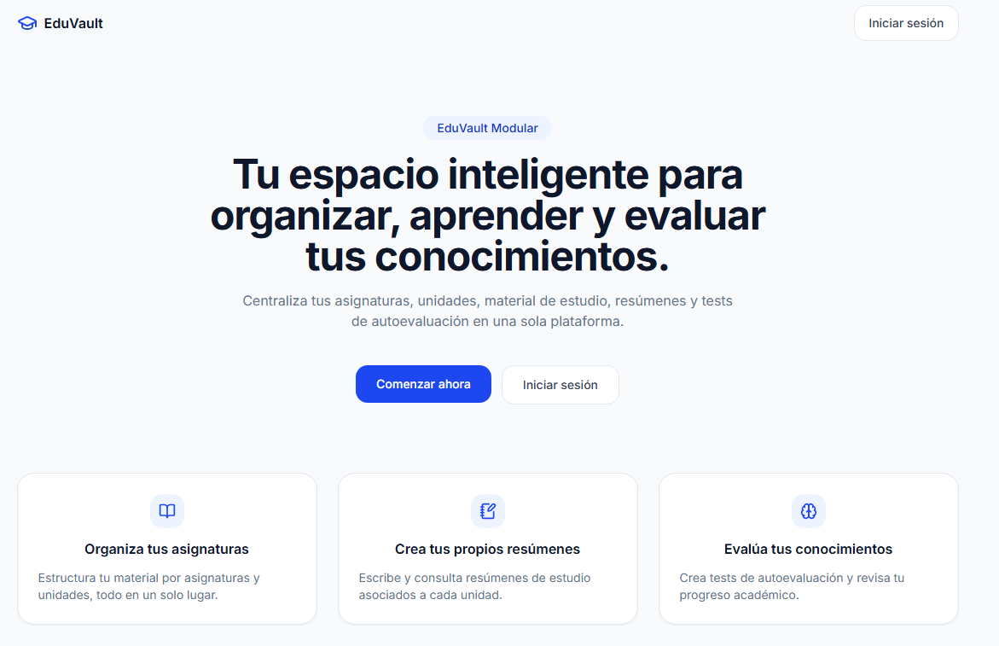 EduVault
Iniciar sesión
EduVault Modular
Tu espacio inteligente para
organizar, aprender y evaluar
tus conocimientos.
Centraliza tus asignaturas, unidades, material de estudio, resúmenes y tests
de autoevaluación en una sola plataforma.
Comenzar ahora
Iniciar sesión
Organiza tus asignaturas
Estructura tu material por asignaturas y
unidades, todo en un solo lugar.
Crea tus propios resúmenes
Escribe y consulta resúmenes de estudio
asociados a cada unidad.
Evalúa tus conocimientos
Crea tests de autoevaluación y revisa tu
progreso académico.